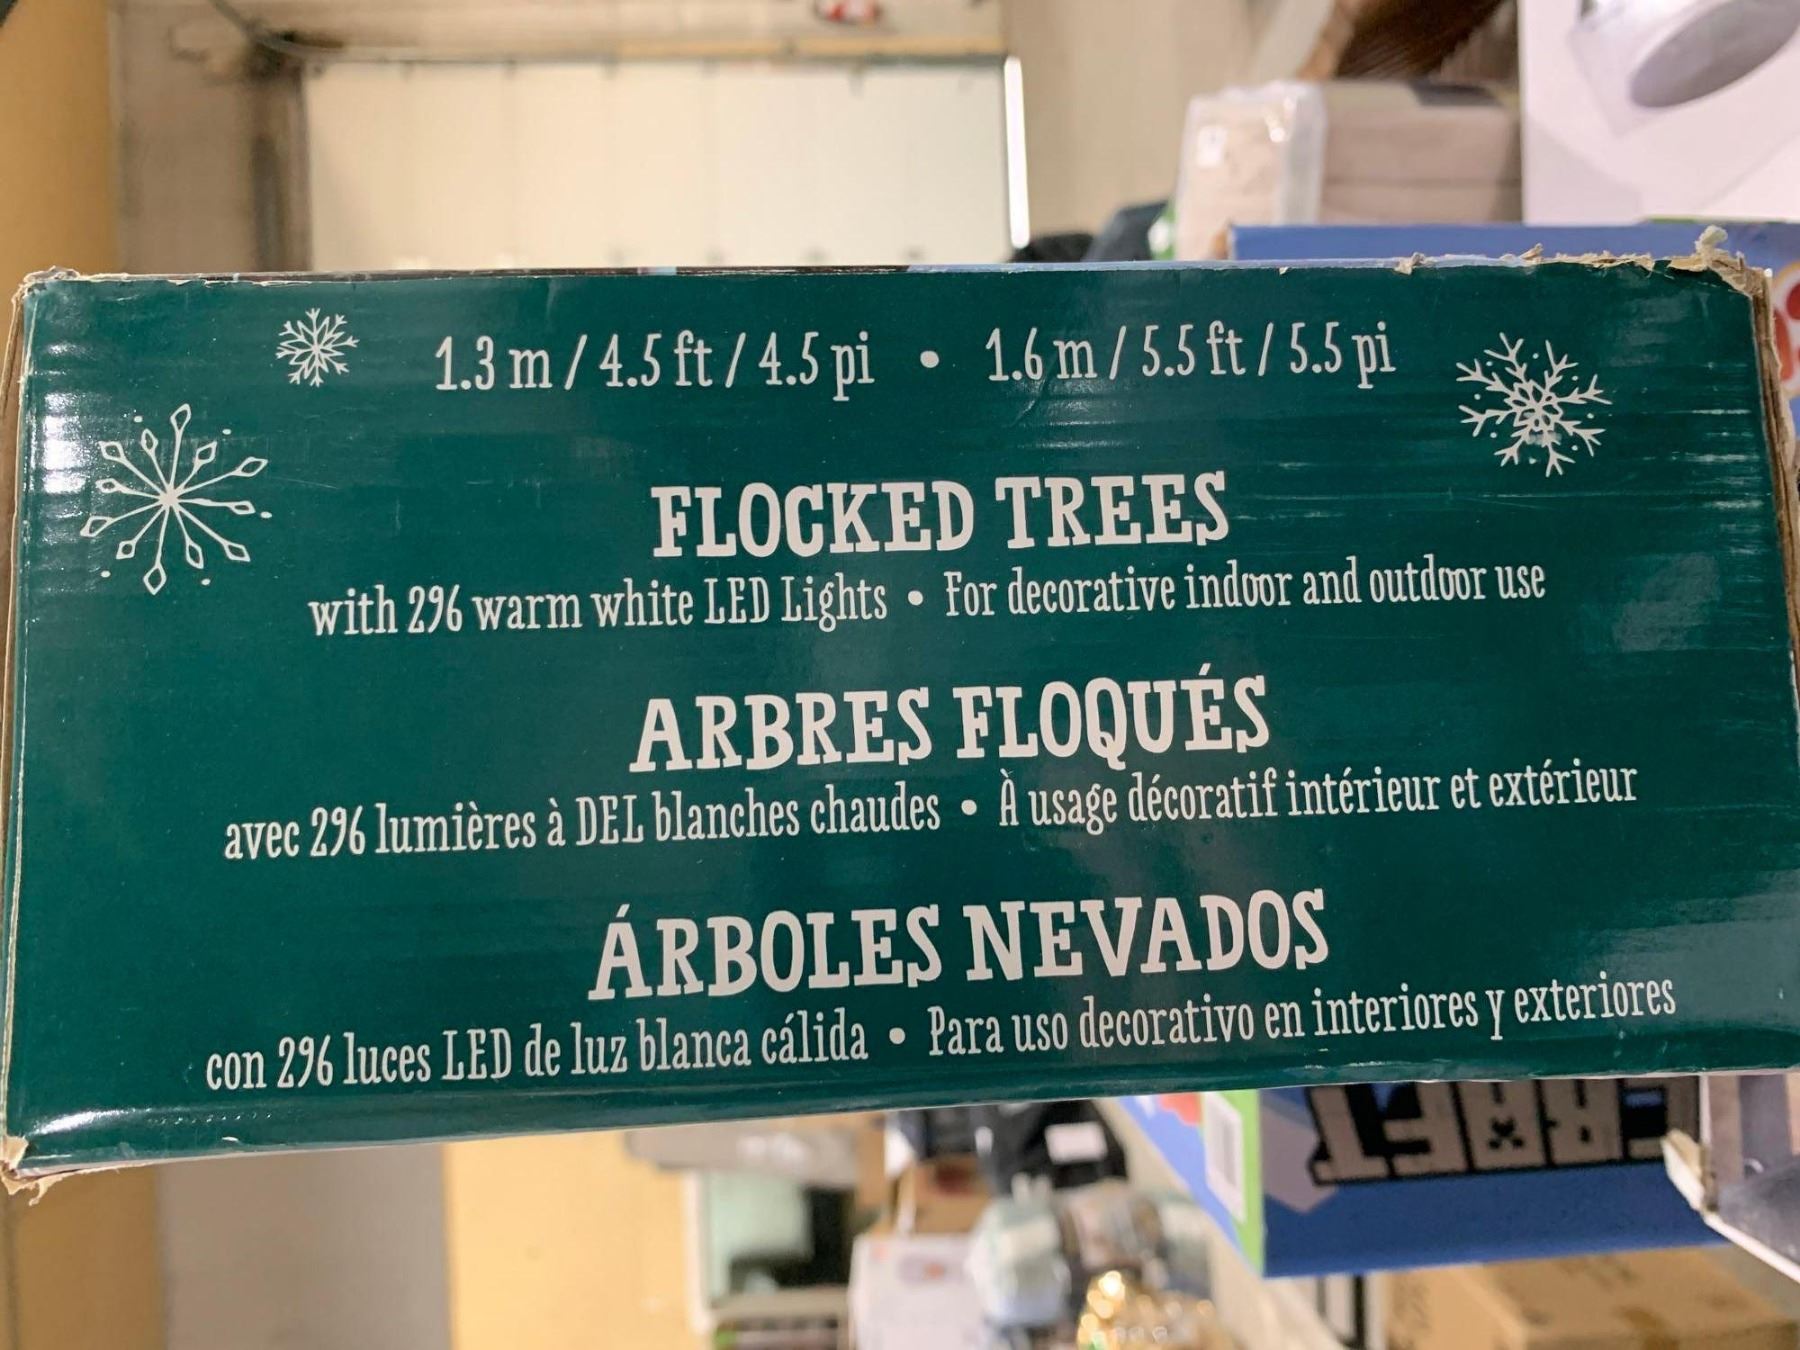 1.3 m / 4.5 ft / 4.5 pi • 1.6 m / 5.5 ft / 5.5 pi
FLOCKED TREES
with 296 warm white LED Lights • For decorative indoor and outdoor use
ARBRES FLOQUÉS
avec 296 lumières à DEL blanches chaudes • À usage décoratif intérieur et extérieur
ÁRBOLES NEVADOS
con 296 luces LED de luz blanca cálida • Para uso decorativo en interiores y exteriores